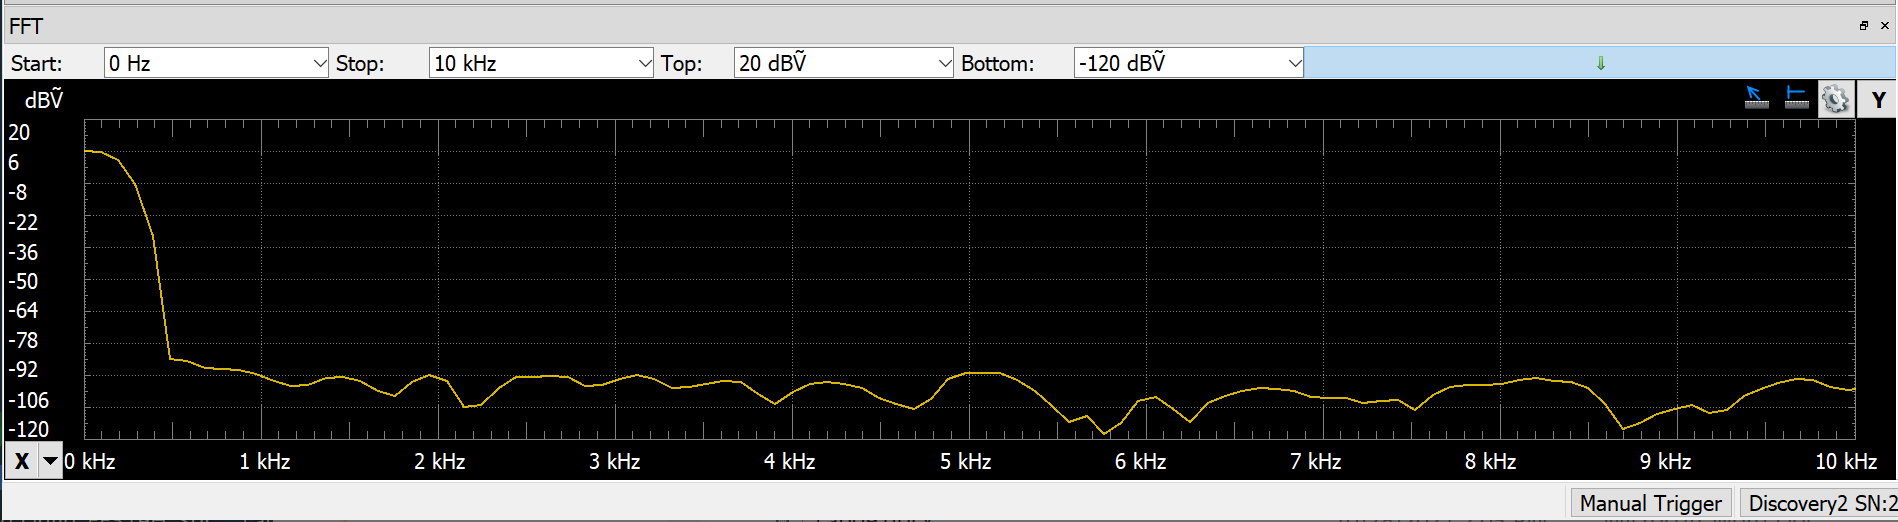 FFT
Start: 0 Hz Stop: 10 kHz Top: 20 dBṼ Bottom: -120 dBṼ
dBṼ
Y
20
6
-8
-22
-36
-50
-64
-78
-92
-106
-120
X 0 kHz 1 kHz 2 kHz 3 kHz 4 kHz 5 kHz 6 kHz 7 kHz 8 kHz 9 kHz 10 kHz
Manual Trigger Discovery2 SN:2